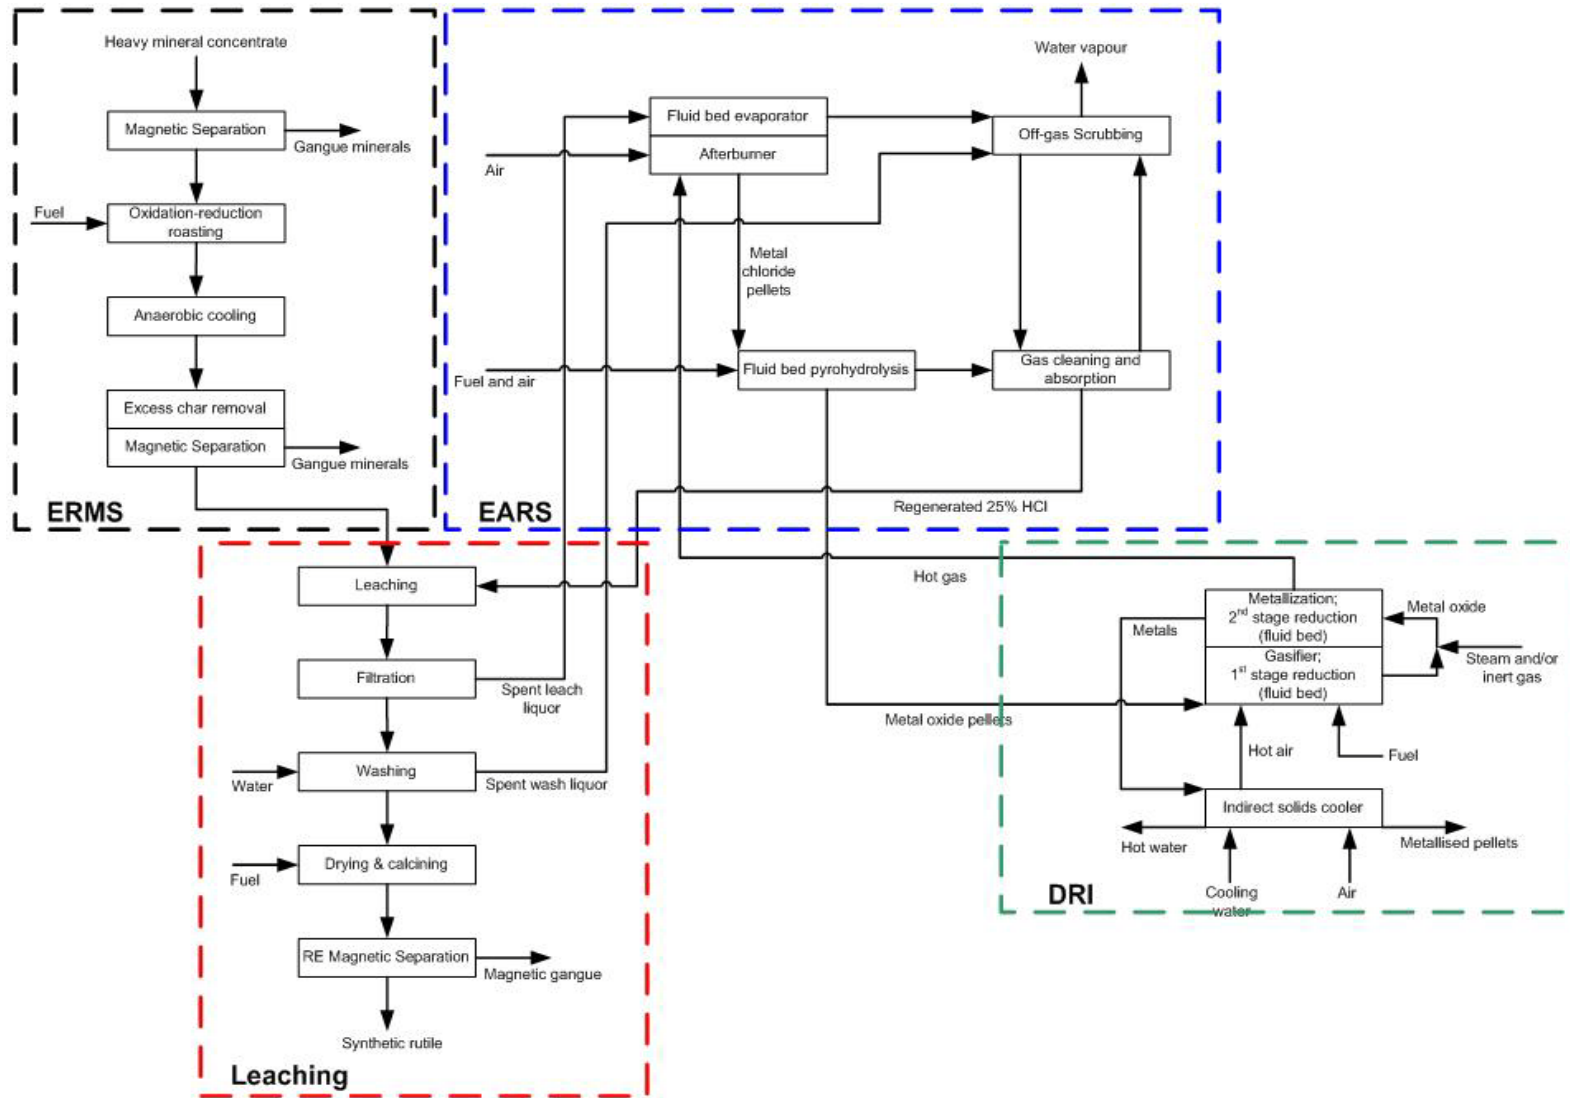 Heavy mineral concentrate
Magnetic Separation
Gangue minerals
Fuel
Oxidation-reduction
roasting
Anaerobic cooling
Excess char removal
Magnetic Separation
Gangue minerals
ERMS
Water vapour
Fluid bed evaporator
Afterburner
Off-gas Scrubbing
Air
Metal
chloride
pellets
Fuel and air
Fluid bed pyrohydrolysis
Gas cleaning and
absorption
Regenerated 25% HCl
EARS
Leaching
Filtration
Spent leach
liquor
Washing
Water
Spent wash liquor
Drying & calcining
Fuel
RE Magnetic Separation
Magnetic gangue
Synthetic rutile
Leaching
Hot gas
Metallization;
2nd stage reduction
(fluid bed)
Metal oxide
Metals
Gasifier;
1st stage reduction
(fluid bed)
Steam and/or
inert gas
Metal oxide pellets
Hot air
Fuel
Indirect solids cooler
Hot water
Metallised pellets
Cooling
water
Air
DRI